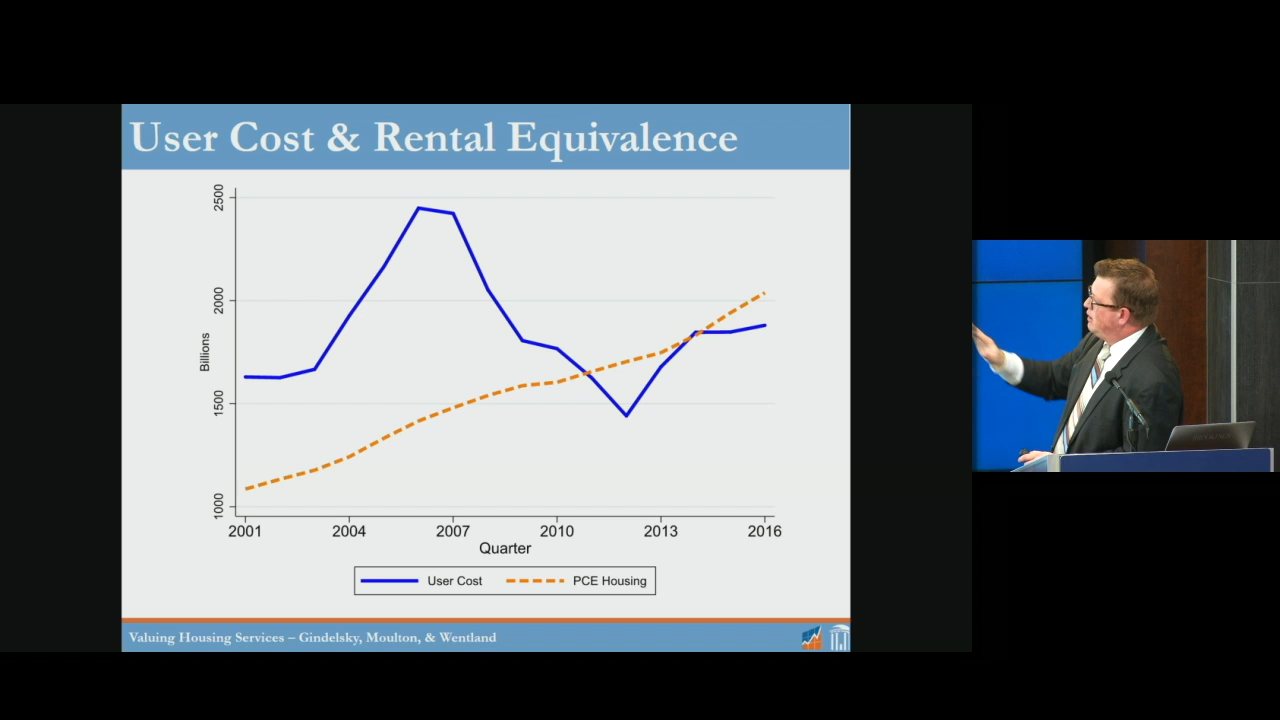 User Cost & Rental Equivalence
2500
2000
1500
1000
Billions
2001 2004 2007 2010 2013 2016
Quarter
User Cost PCE Housing
Valuing Housing Services – Gindelsky, Moulton, & Wentland